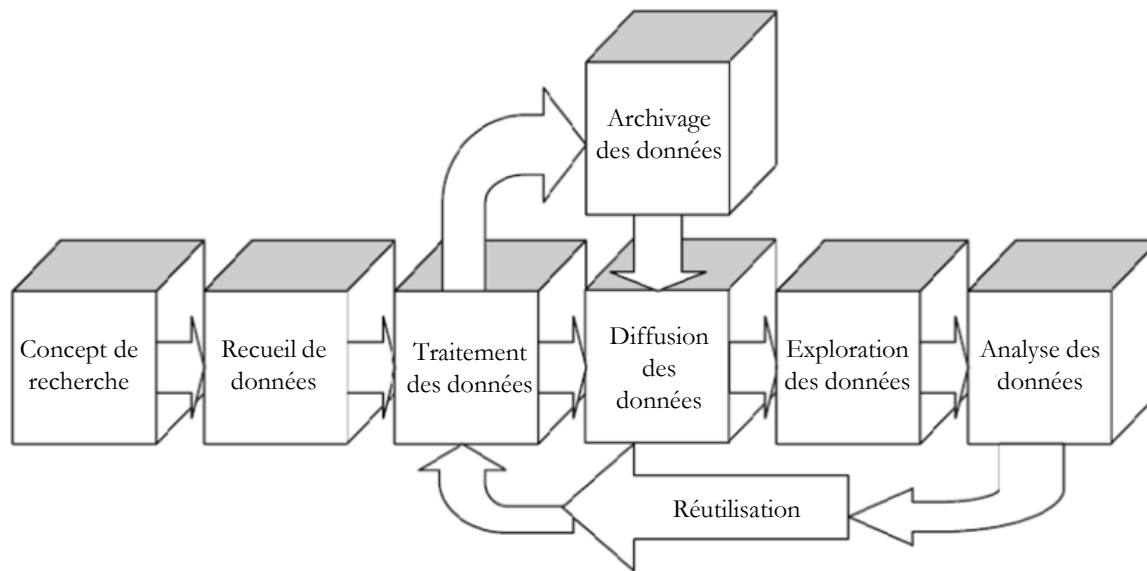 Archivage
des données
Concept de
recherche
Recueil de
données
Traitement
des données
Diffusion
des
données
Exploration
des données
Analyse des
données
Réutilisation